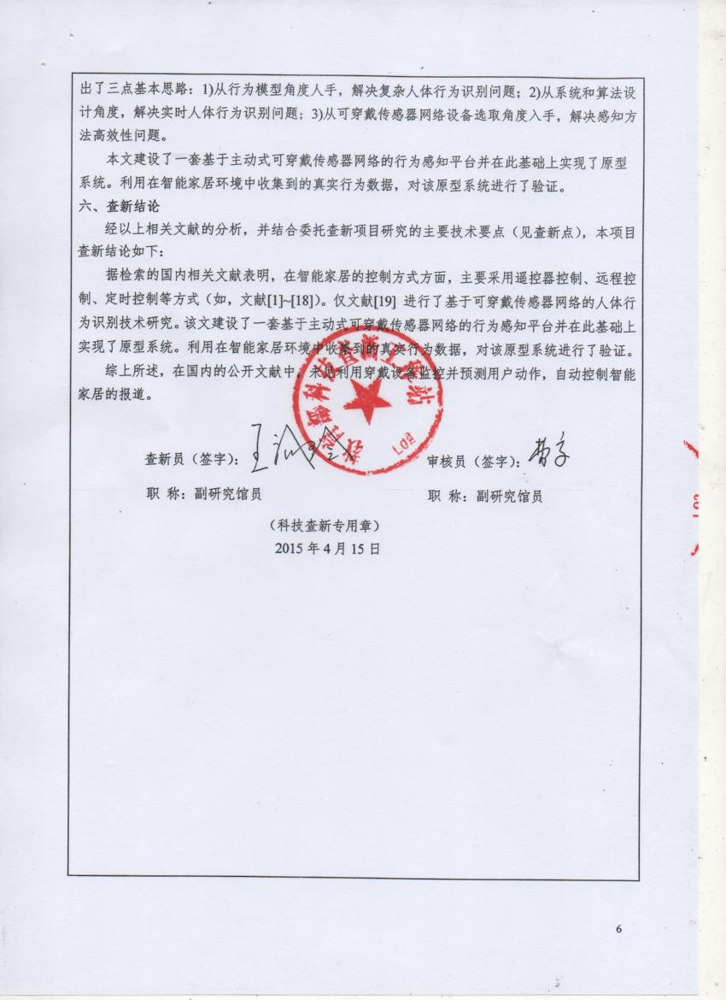 出了三点基本思路：1)从行为模型角度人手，解决复杂人体行为识别问题；2)从系统和算法设
计角度，解决实时人体行为识别问题；3)从可穿戴传感器网络设备选取角度入手，解决感知方
法高效性问题。
本文建设了一套基于主动式可穿戴传感器网络的行为感知平台并在此基础上实现了原型
系统。利用在智能家居环境中收集到的真实行为数据，对该原型系统进行了验证。
六、查新结论
经以上相关文献的分析，并结合委托查新项目研究的主要技术要点（见查新点），本项目
查新结论如下：
据检索的国内相关文献表明，在智能家居的控制方式方面，主要采用遥控器控制、远程控
制、定时控制等方式（如，文献[1]~[18]）。仅文献[19] 进行了基于可穿戴传感器网络的人体行
为识别技术研究。该文建设了一套基于主动式可穿戴传感器网络的行为感知平台并在此基础上
实现了原型系统。利用在智能家居环境中收集到的真实行为数据，对该原型系统进行了验证。
综上所述，在国内的公开文献中，未见利用穿戴设备监控并预测用户动作，自动控制智能
家居的报道。
教育部科技查新工作站
L09
查新员（签字）：
审核员（签字）：
职 称：副研究馆员
职 称：副研究馆员
（科技查新专用章）
2015 年 4 月 15 日
6